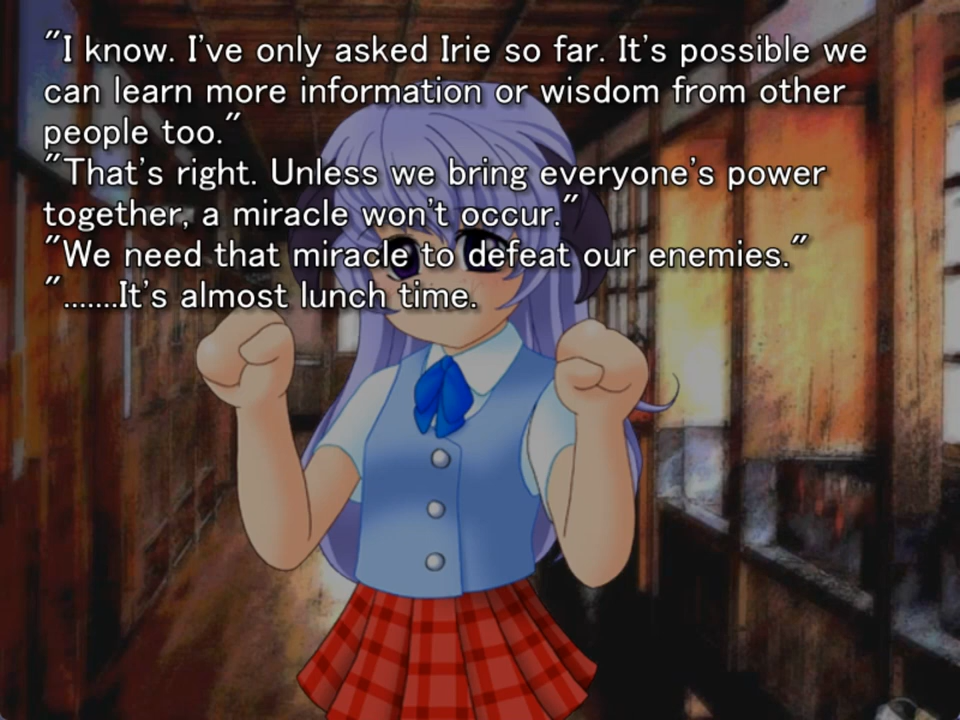 "I know. I've only asked Irie so far. It's possible we
can learn more information or wisdom from other
people too."
"That's right. Unless we bring everyone's power
together, a miracle won't occur."
"We need that miracle to defeat our enemies."
".......It's almost lunch time.